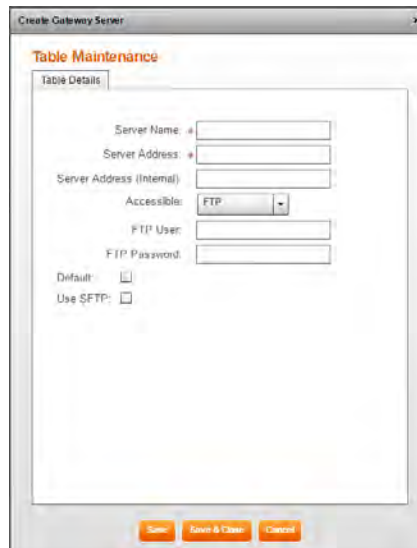 Create Gateway Server x
Table Maintenance
Table Details
Server Name: *
Server Address: *
Server Address (Internal):
Accessible: FTP
FTP User:
FTP Password:
Default:
Use SFTP:
Save Save & Close Cancel